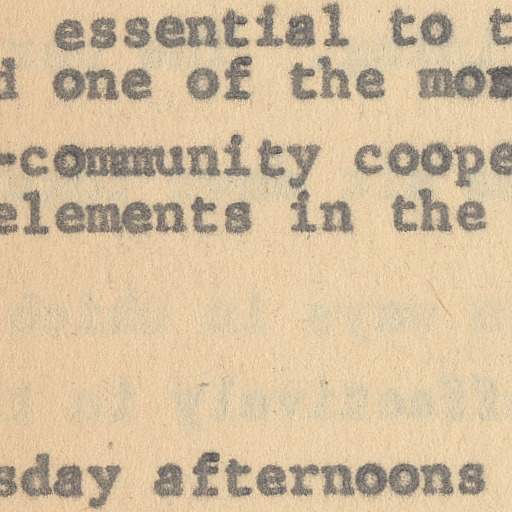 essential to t
d one of the mos
-community coope
elements in the
sday afternoons